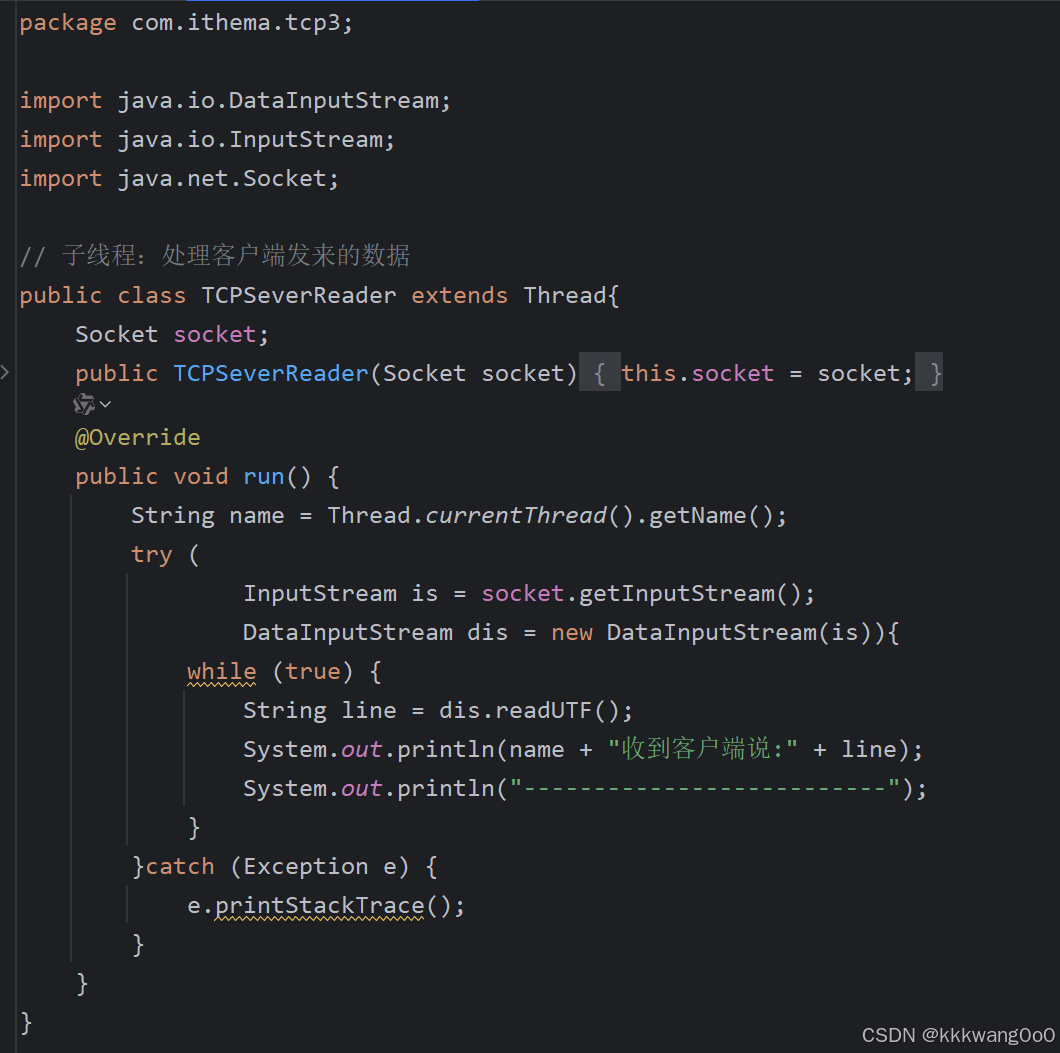 package com.ithema.tcp3;
import java.io.DataInputStream;
import java.io.InputStream;
import java.net.Socket;
// 子线程：处理客户端发来的数据
public class TCPSeverReader extends Thread{
    Socket socket;
    public TCPSeverReader(Socket socket) { this.socket = socket; }
    @Override
    public void run() {
        String name = Thread.currentThread().getName();
        try (
                InputStream is = socket.getInputStream();
                DataInputStream dis = new DataInputStream(is)){
            while (true) {
                String line = dis.readUTF();
                System.out.println(name + "收到客户端说:" + line);
                System.out.println("--------------------------");
            }
        }catch (Exception e) {
            e.printStackTrace();
        }
    }
}
CSDN @kkkwang0o0